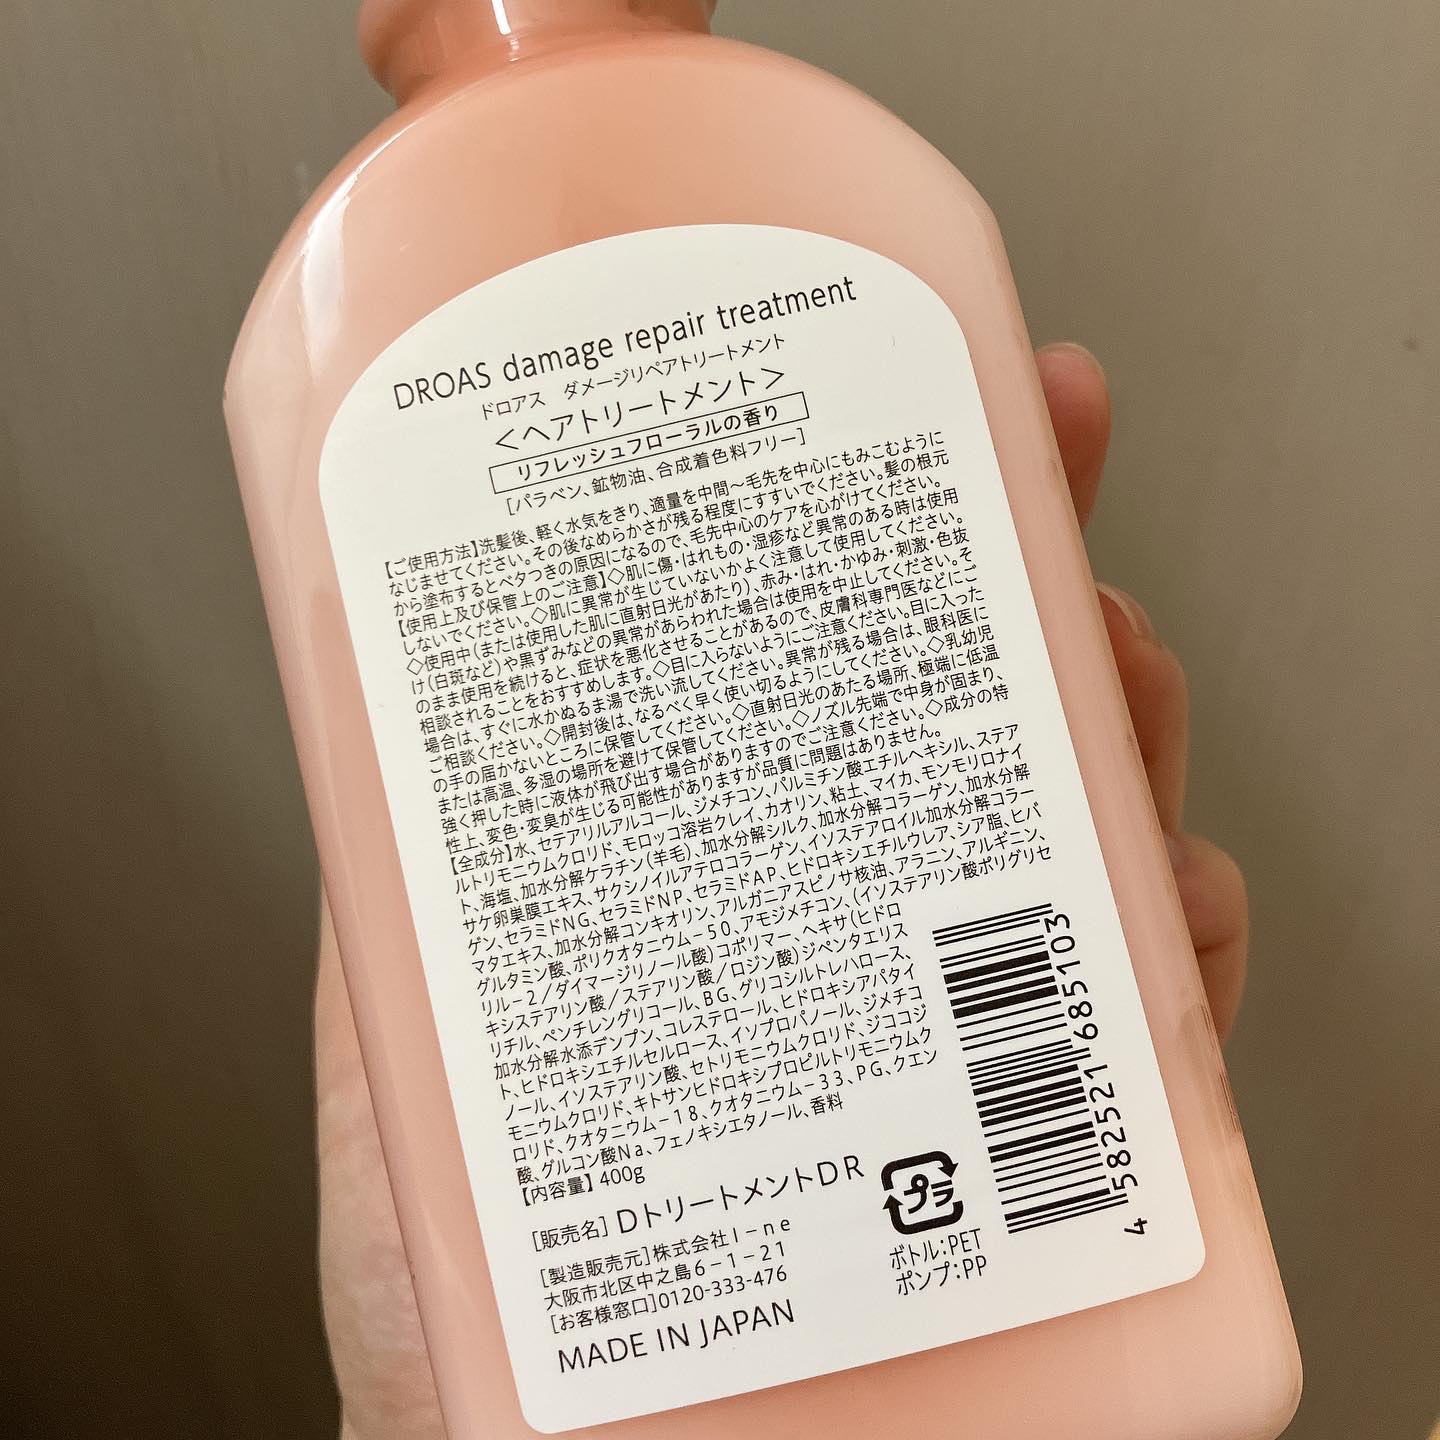 DROAS damage repair treatment
ドロアス ダメージリペアトリートメント
<ヘアトリートメント>
リフレッシュフローラルの香り
[パラベン、鉱物油、合成着色料フリー]
【ご使用方法】洗髪後、軽く水気をきり、適量を中間〜毛先を中心にもみこむように
なじませてください。その後なめらかさが残る程度にすすいでください。髪の根元
から塗布するとベタつきの原因になるので、毛先中心のケアを心がけてください。
【使用上及び保管上のご注意】◇肌に傷・はれもの・湿疹など異常のある時は使用
しないでください。◇肌に異常が生じていないかよく注意して使用してください。
◇使用中(または使用した肌に直射日光があたり)、赤み・はれ・かゆみ・刺激・色抜
け(白斑など)や黒ずみなどの異常があらわれた場合は使用を中止してください。そ
のまま使用を続けると、症状を悪化させることがあるので、皮膚科専門医などにご
相談されることをおすすめします。◇目に入らないようにご注意ください。目に入った
場合は、すぐに水かぬるま湯で洗い流してください。異常が残る場合は、眼科医に
ご相談ください。◇開封後は、なるべく早く使い切るようにしてください。◇乳幼児
の手の届かないところに保管してください。◇直射日光のあたる場所、極端に低温
または高温、多湿の場所を避けて保管してください。◇ノズル先端で中身が固まり、
強く押した時に液体が飛び出す場合がありますのでご注意ください。◇成分の特
性上、変色・変臭が生じる可能性がありますが品質に問題はありません。
【全成分】水、セテアリルアルコール、ジメチコン、パルミチン酸エチルヘキシル、ステア
ルトリモニウムクロリド、モロッコ溶岩クレイ、カオリン、粘土、マイカ、モンモリロナイ
ト、海塩、加水分解ケラチン(羊毛)、加水分解シルク、加水分解コラーゲン、加水分解
サケ卵巣膜エキス、サクシノイルアテロコラーゲン、イソステアロイル加水分解コラー
ゲン、セラミドNG、セラミドNP、セラミドAP、ヒドロキシエチルウレア、シア脂、ヒバ
マタエキス、加水分解コンキオリン、アルガニアスピノサ核油、アラニン、アルギニン、
グルタミン酸、ポリクオタニウム-50、アモジメチコン、(イソステアリン酸ポリグリセ
リル-2/ダイマージリノール酸)コポリマー、ヘキサ(ヒドロ
キシステアリン酸/ステアリン酸/ロジン酸)ジペンタエリス
リチル、ペンチレングリコール、BG、グリコシルトレハロース、
加水分解水添デンプン、コレステロール、ヒドロキシアパタイ
ト、ヒドロキシエチルセルロース、イソプロパノール、ジメチコ
ノール、イソステアリン酸、セトリモニウムクロリド、ジココジ
モニウムクロリド、キトサンヒドロキシプロピルトリモニウムク
ロリド、クオタニウム-18、クオタニウム-33、PG、クエン
酸、グルコン酸Na、フェノキシエタノール、香料
【内容量】400g
[販売名]DトリートメントDR
[製造販売元]株式会社I-ne
大阪市北区中之島6-1-21
[お客様窓口]0120-333-476
MADE IN JAPAN
プラ
ボトル:PET
ポンプ:PP
4 582521 685103